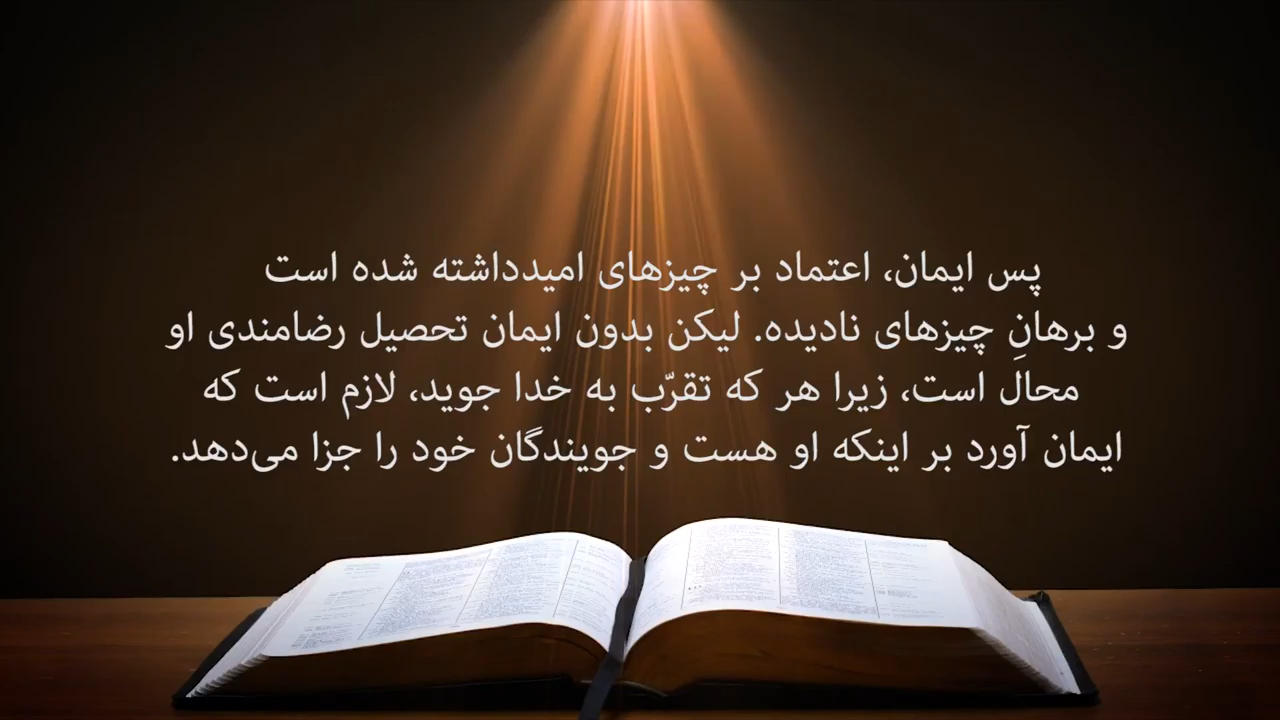 پس ایمان، اعتماد بر چیزهای امیدداشته شده است
و برهانِ چیزهای نادیده. لیکن بدون ایمان تحصیل رضامندی او
محالَ است، زیرا هر که تقرّب به خدا جوید، لازم است که
ایمان آورد بر اینکه او هست و جویندگان خود را جزا می‌دهد.